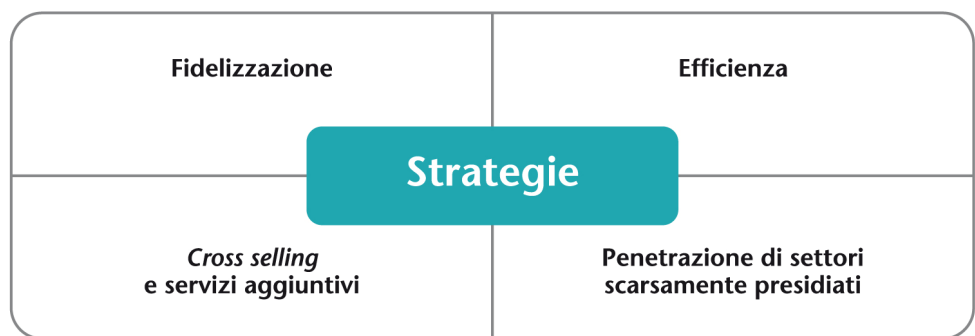 Fidelizzazione
Efficienza
Strategie
Cross selling
e servizi aggiuntivi
Penetrazione di settori
scarsamente presidiati